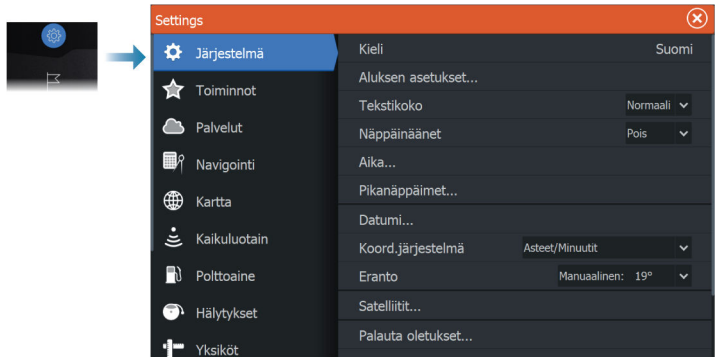 Settings
Järjestelmä
Toiminnot
Palvelut
Navigointi
Kartta
Kaikuluotain
Polttoaine
Hälytykset
Yksiköt
Kieli Suomi
Aluksen asetukset...
Tekstikoko Normaali
Näppäinäänet Pois
Aika...
Pikanäppäimet...
Datumi...
Koord.järjestelmä Asteet/Minuutit
Eranto Manuaalinen: 19°
Satelliitit...
Palauta oletukset...